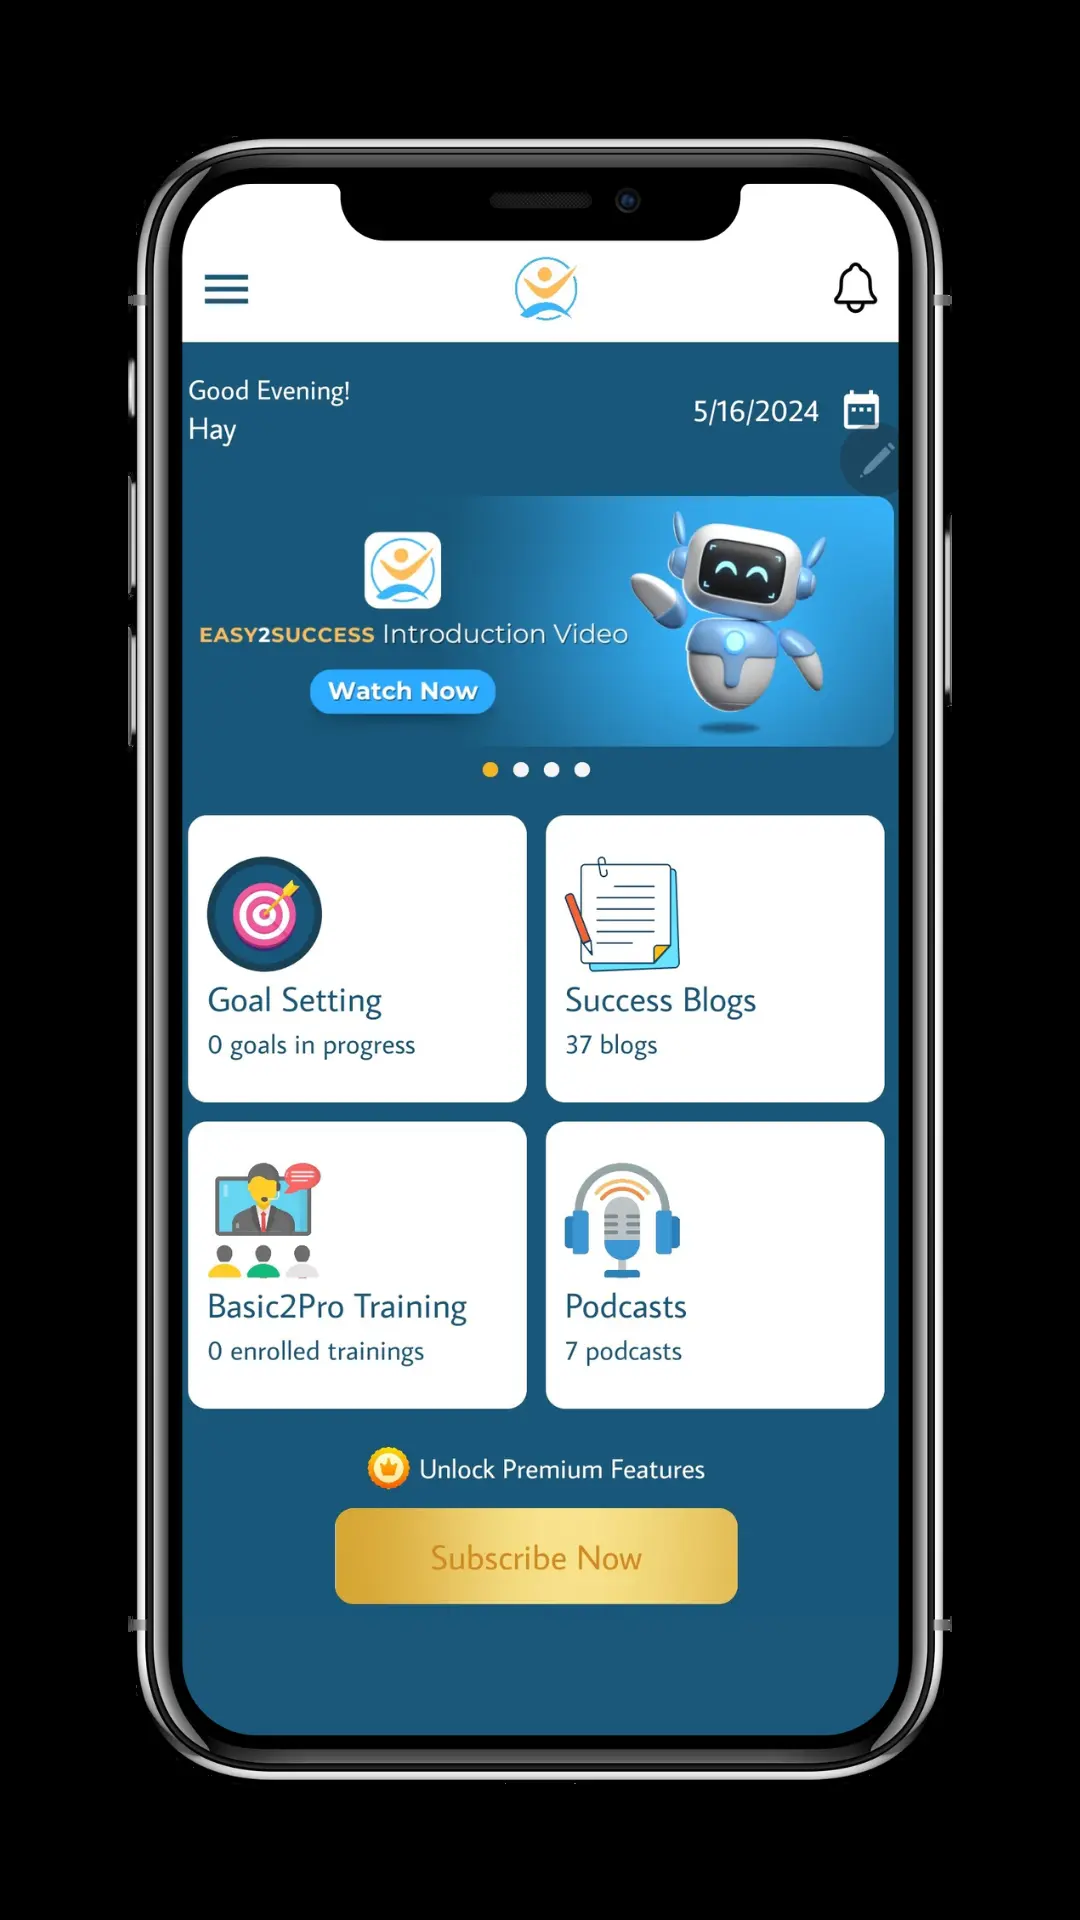 Good Evening!
Hay
5/16/2024
EASY2SUCCESS Introduction Video
Watch Now
Goal Setting
0 goals in progress
Success Blogs
37 blogs
Basic2Pro Training
0 enrolled trainings
Podcasts
7 podcasts
Unlock Premium Features
Subscribe Now